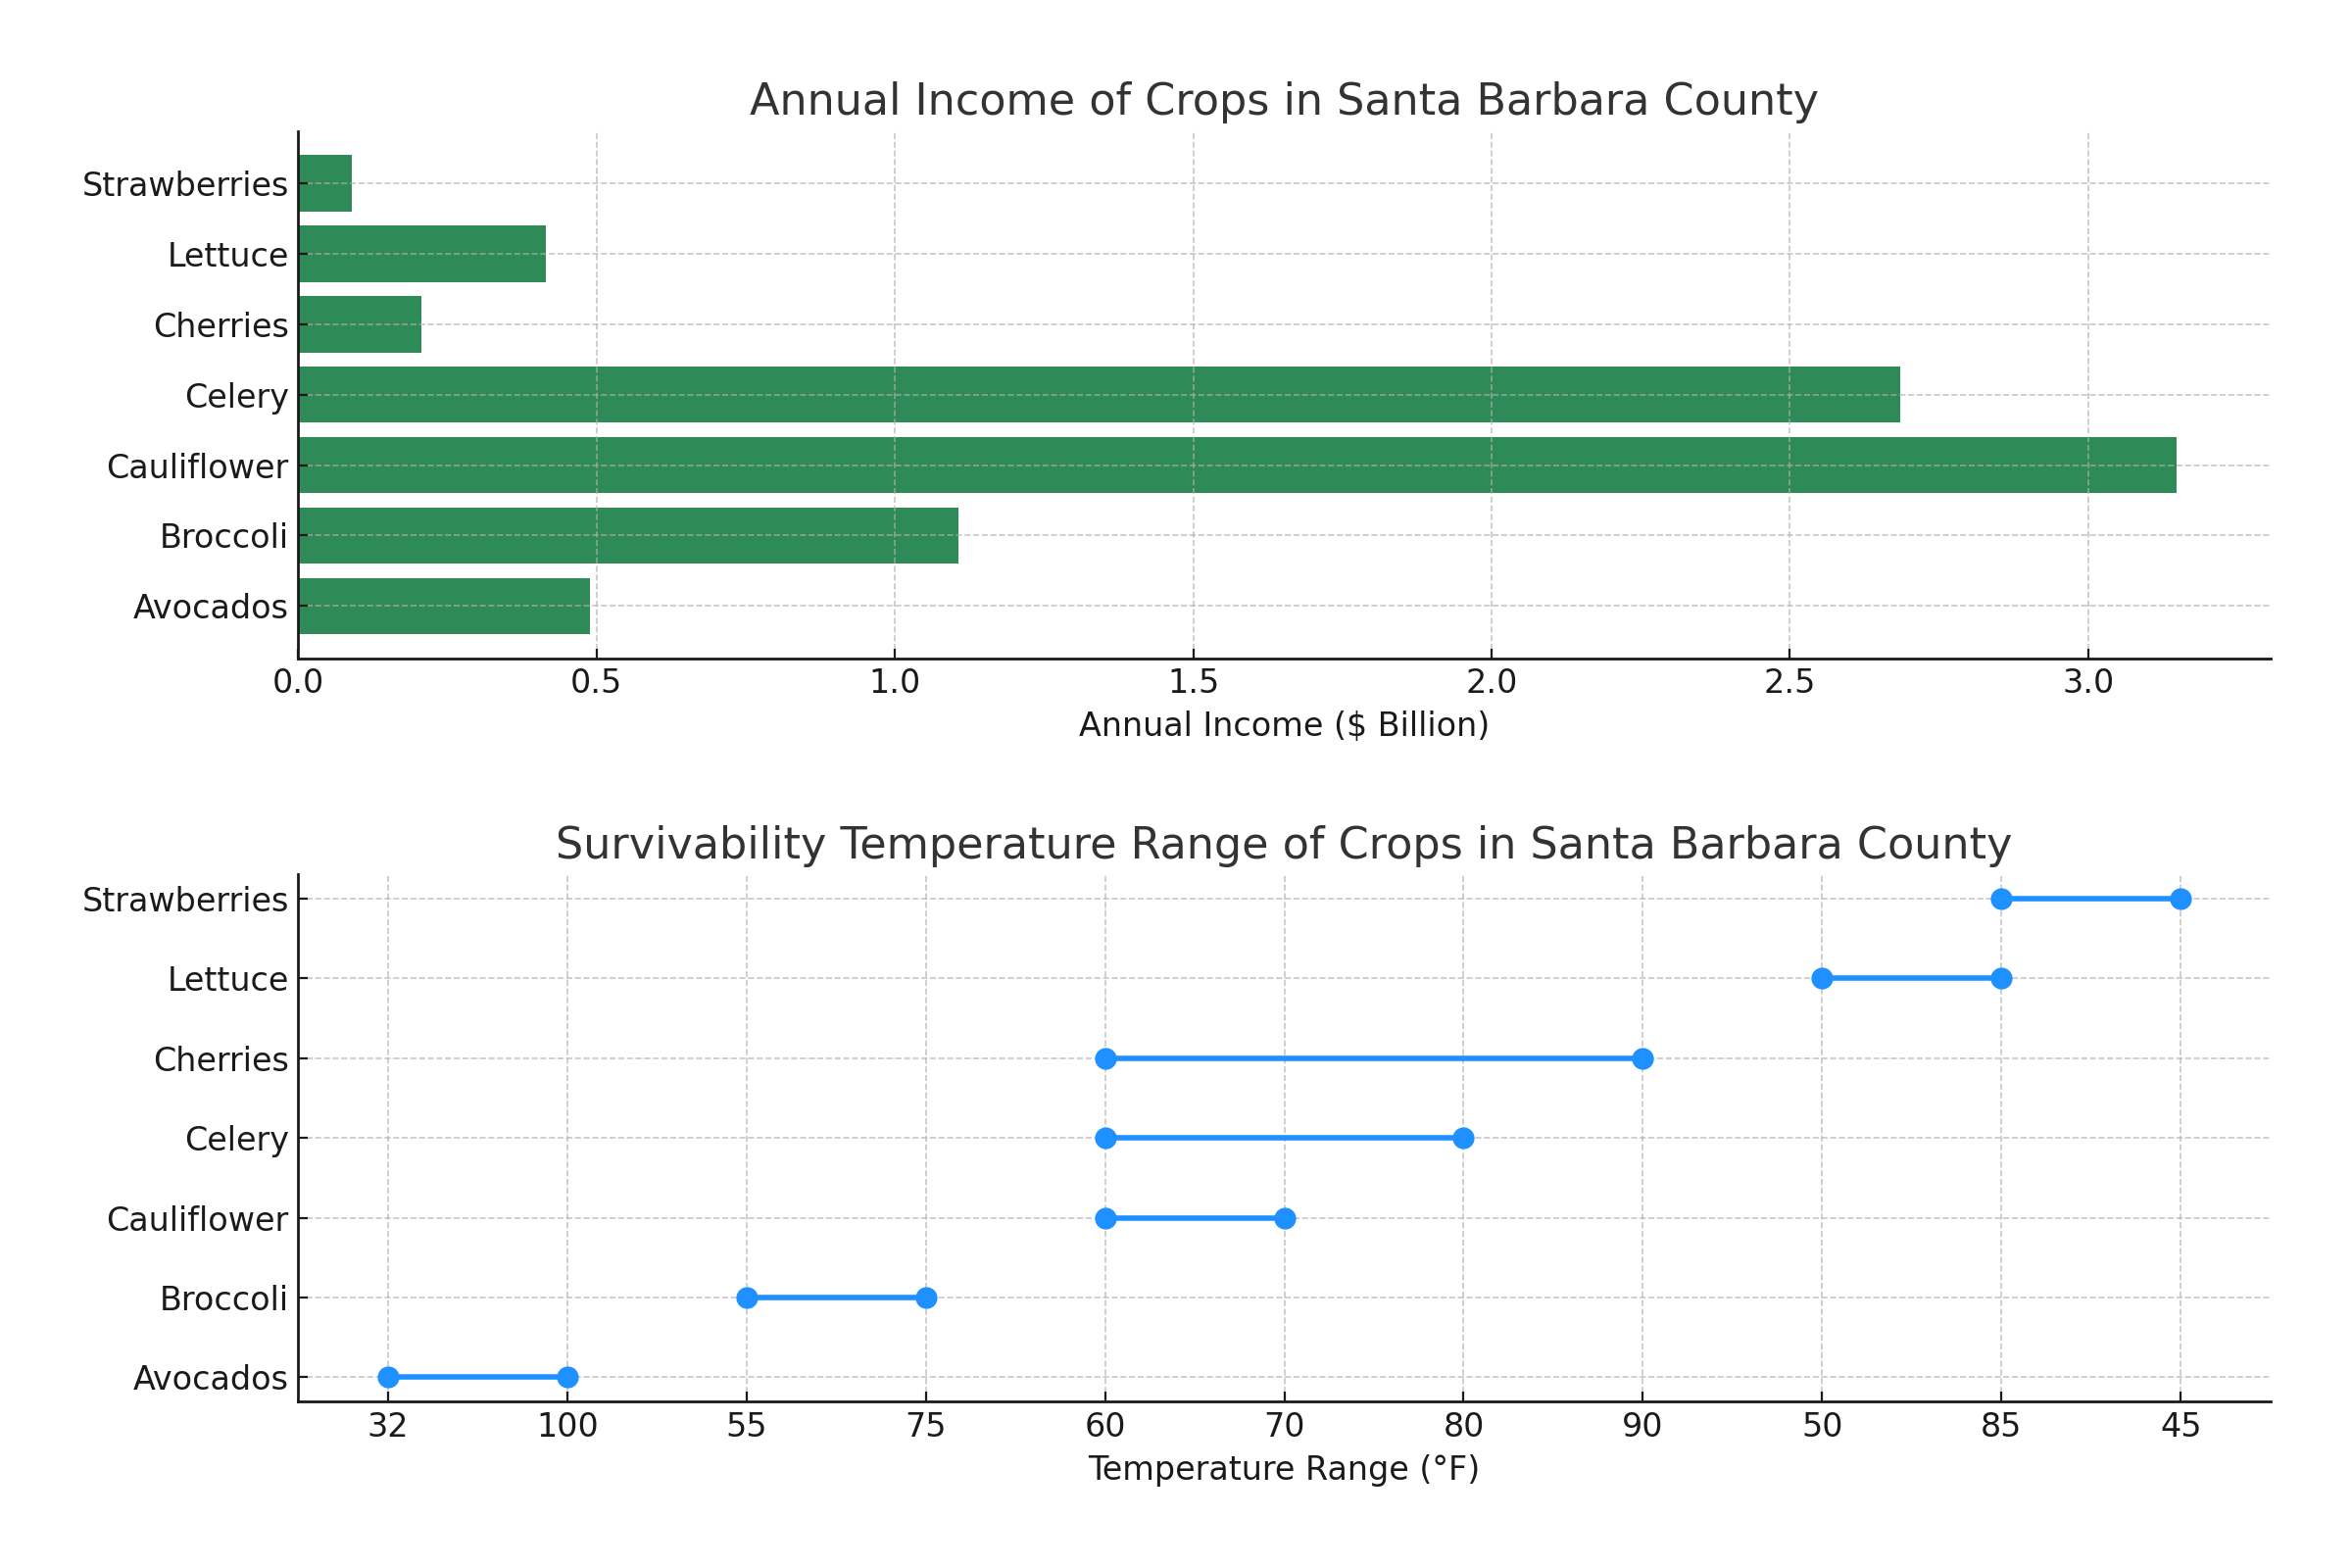 Annual Income of Crops in Santa Barbara County
Strawberries
Lettuce
Cherries
Celery
Cauliflower
Broccoli
Avocados
0.0 0.5 1.0 1.5 2.0 2.5 3.0
Annual Income ($ Billion)
Survivability Temperature Range of Crops in Santa Barbara County
Strawberries
Lettuce
Cherries
Celery
Cauliflower
Broccoli
Avocados
32 100 55 75 60 70 80 90 50 85 45
Temperature Range (°F)